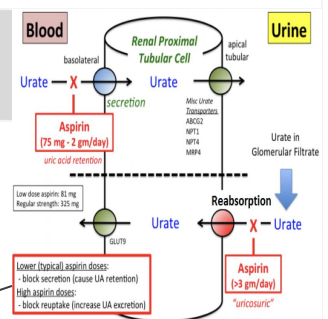 Blood
Renal Proximal
Tubular Cell
Urine
basolateral
apical
tubular
Urate
X
Urate
Urate
secretion
Misc Urate
Transporters
ABCG2
NPT1
NPT4
MRP4
Aspirin
(75 mg - 2 gm/day)
uric acid retention
Urate in
Glomerular Filtrate
Low dose aspirin: 81 mg
Regular strength: 325 mg
Reabsorption
Urate
Urate
X
Urate
GLUT9
Lower (typical) aspirin doses:
- block secretion (cause UA retention)
High aspirin doses:
- block reuptake (increase UA excretion)
Aspirin
(>3 gm/day)
"uricosuric"